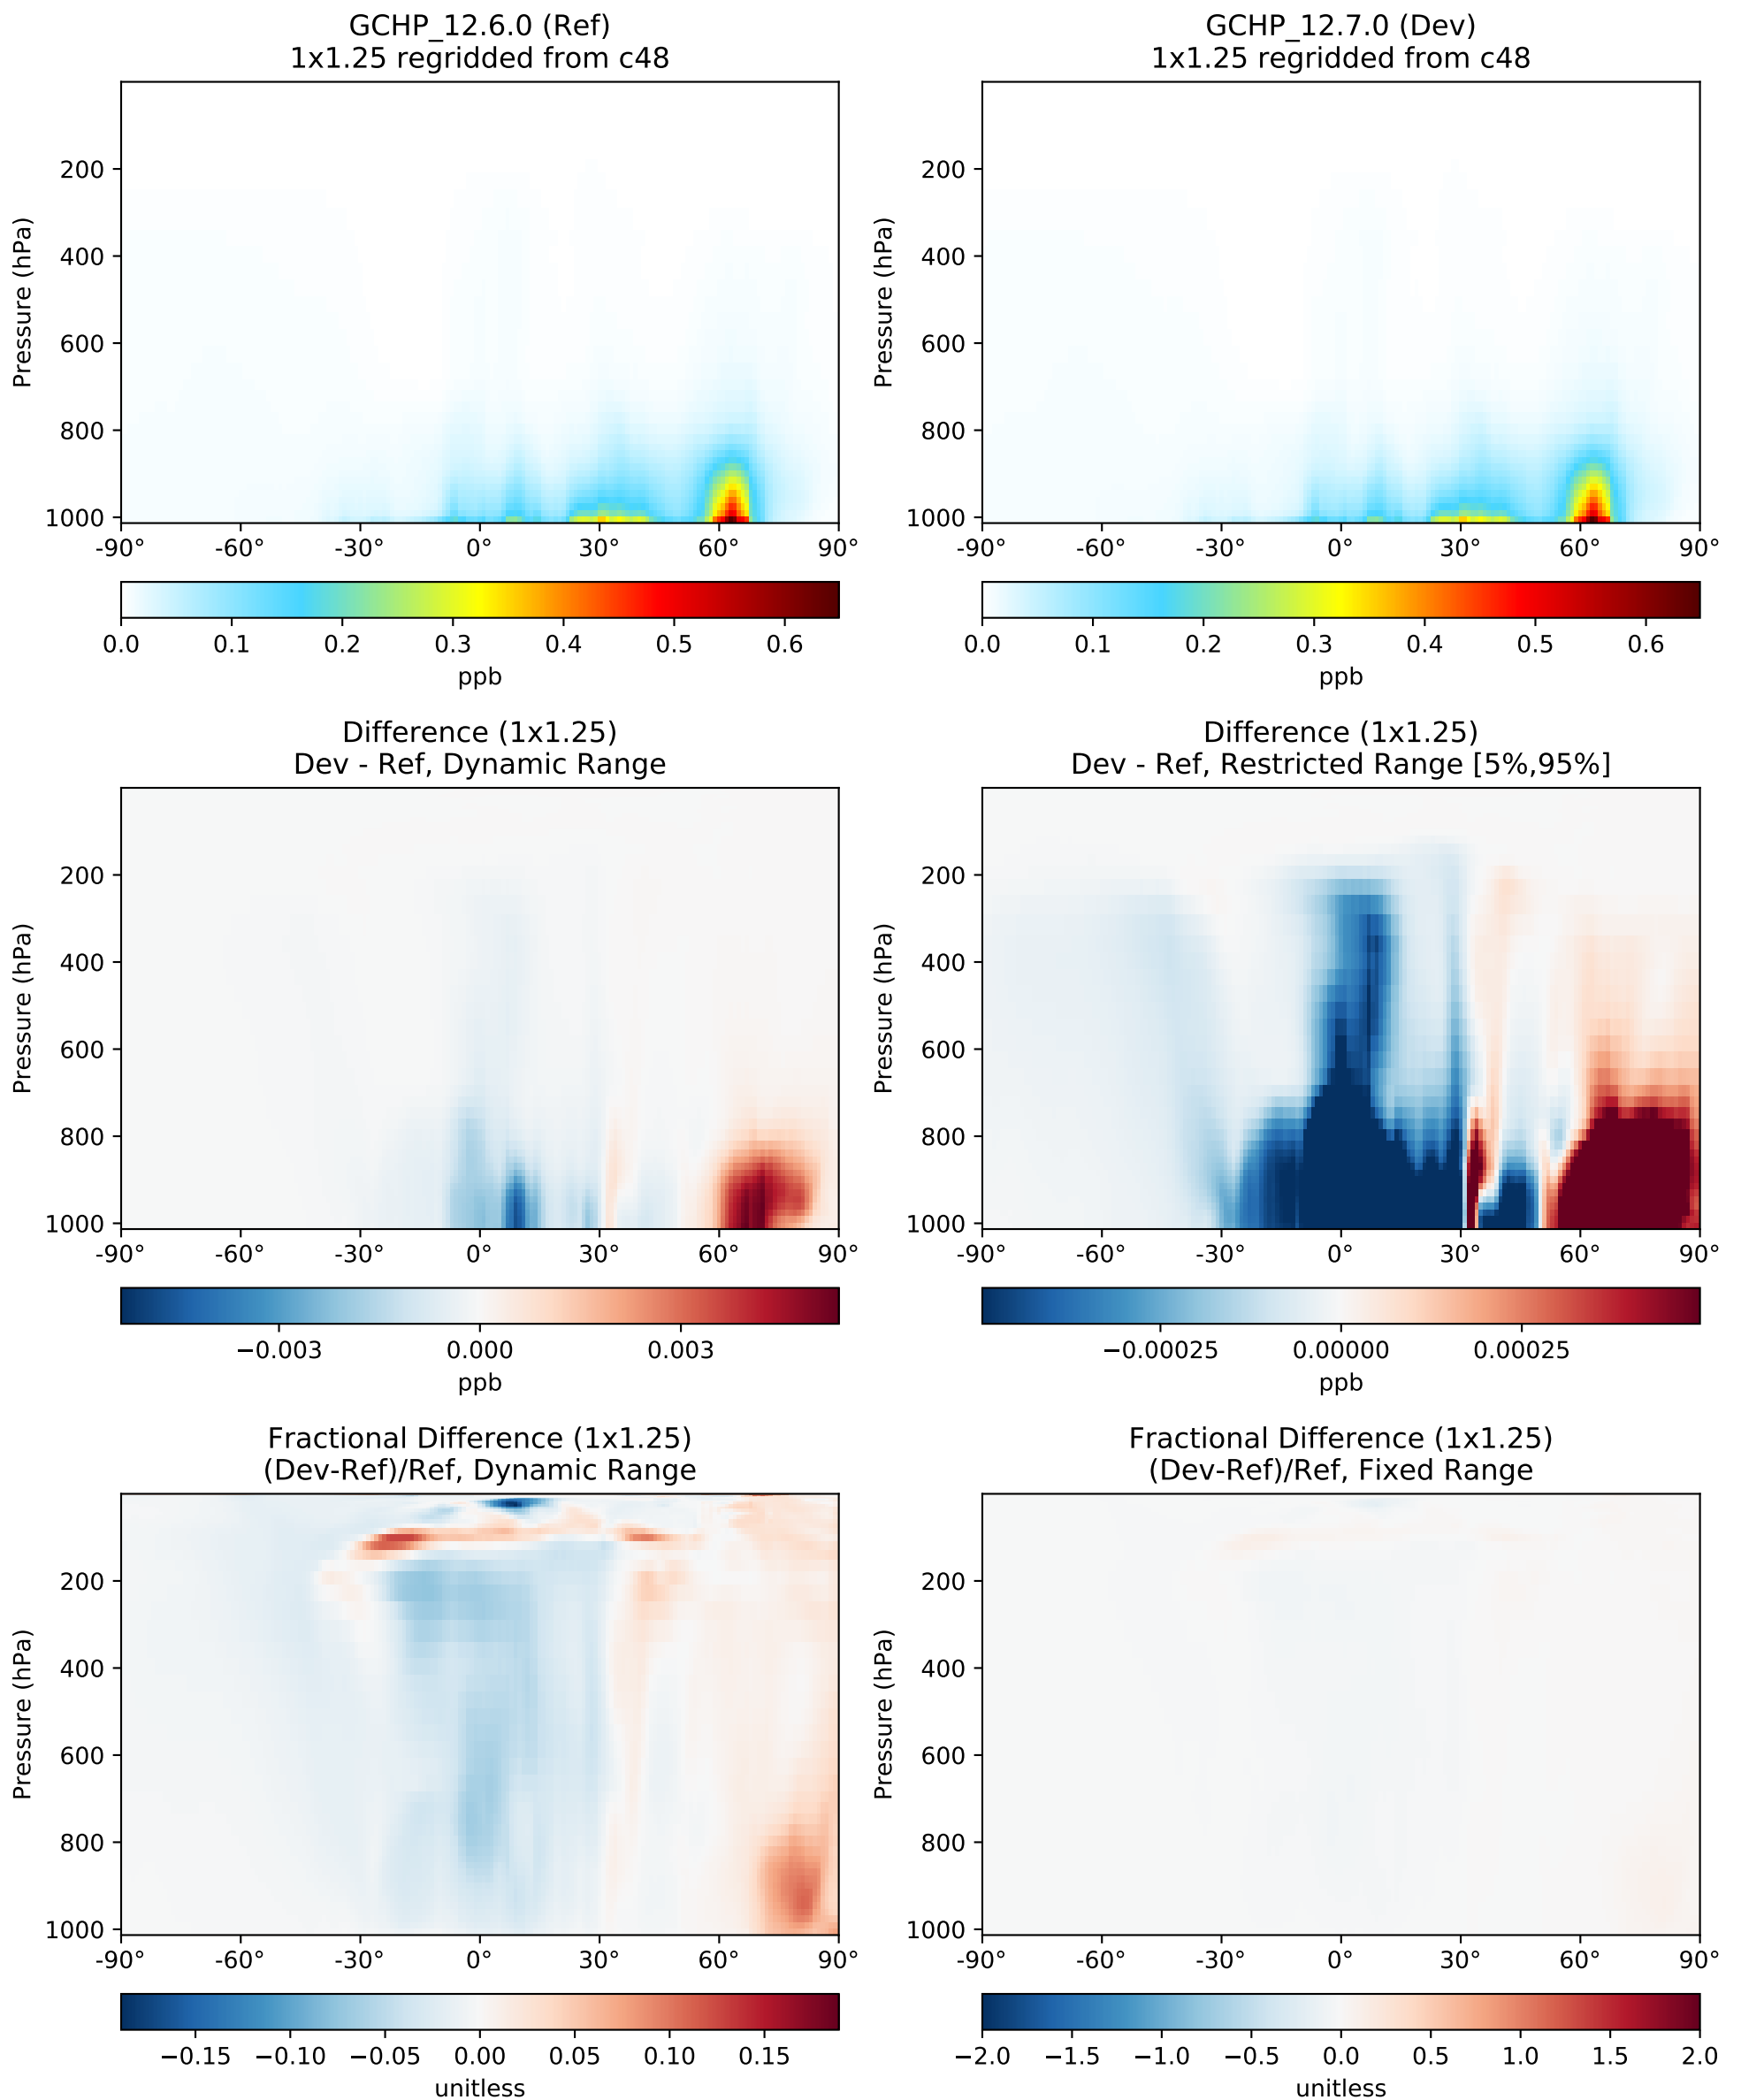 GCHP_12.6.0 (Ref)
1x1.25 regridded from c48
Pressure (hPa)
200
400
600
800
1000
-90° -60° -30° 0° 30° 60° 90°
0.0 0.1 0.2 0.3 0.4 0.5 0.6
ppb
GCHP_12.7.0 (Dev)
1x1.25 regridded from c48
Pressure (hPa)
200
400
600
800
1000
-90° -60° -30° 0° 30° 60° 90°
0.0 0.1 0.2 0.3 0.4 0.5 0.6
ppb
Difference (1x1.25)
Dev - Ref, Dynamic Range
Pressure (hPa)
200
400
600
800
1000
-90° -60° -30° 0° 30° 60° 90°
−0.003 0.000 0.003
ppb
Difference (1x1.25)
Dev - Ref, Restricted Range [5%,95%]
Pressure (hPa)
200
400
600
800
1000
-90° -60° -30° 0° 30° 60° 90°
−0.00025 0.00000 0.00025
ppb
Fractional Difference (1x1.25)
(Dev-Ref)/Ref, Dynamic Range
Pressure (hPa)
200
400
600
800
1000
-90° -60° -30° 0° 30° 60° 90°
−0.15 −0.10 −0.05 0.00 0.05 0.10 0.15
unitless
Fractional Difference (1x1.25)
(Dev-Ref)/Ref, Fixed Range
Pressure (hPa)
200
400
600
800
1000
-90° -60° -30° 0° 30° 60° 90°
−2.0 −1.5 −1.0 −0.5 0.0 0.5 1.0 1.5 2.0
unitless